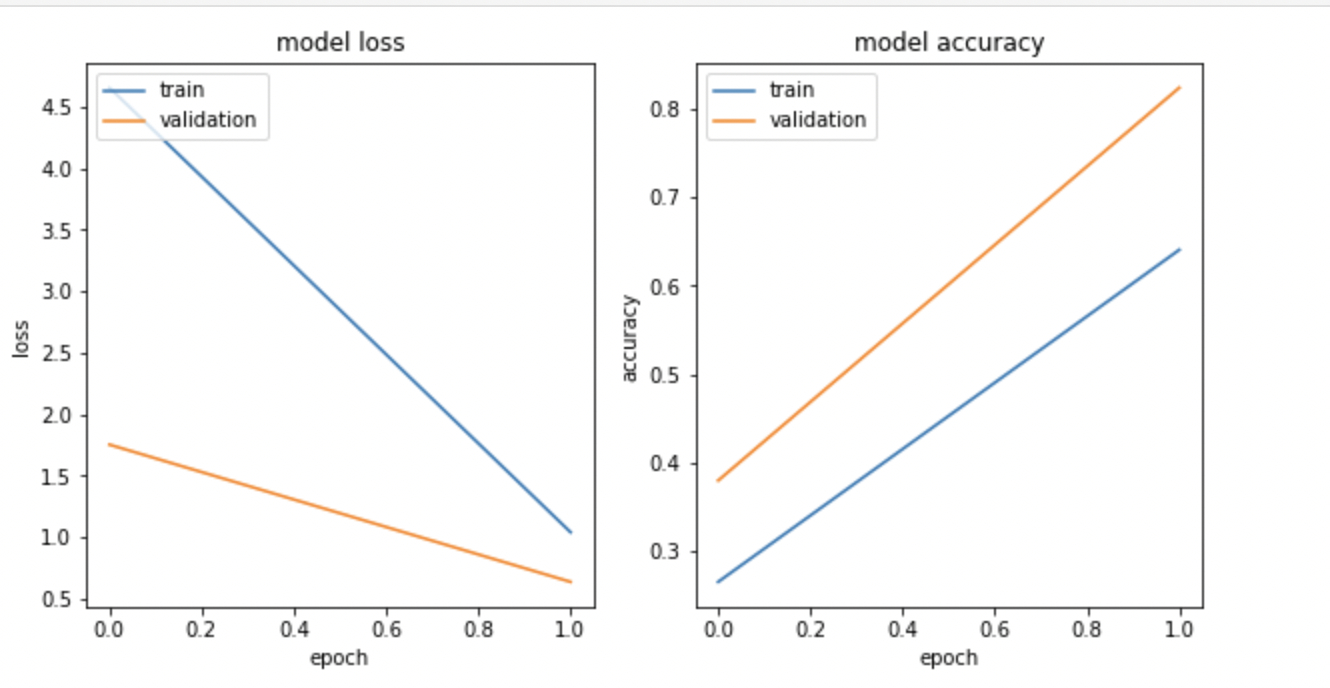 model loss
train
validation
4.5
4.0
3.5
3.0
2.5
2.0
1.5
1.0
0.5
loss
0.0 0.2 0.4 0.6 0.8 1.0
epoch
model accuracy
train
validation
0.8
0.7
0.6
0.5
0.4
0.3
accuracy
0.0 0.2 0.4 0.6 0.8 1.0
epoch